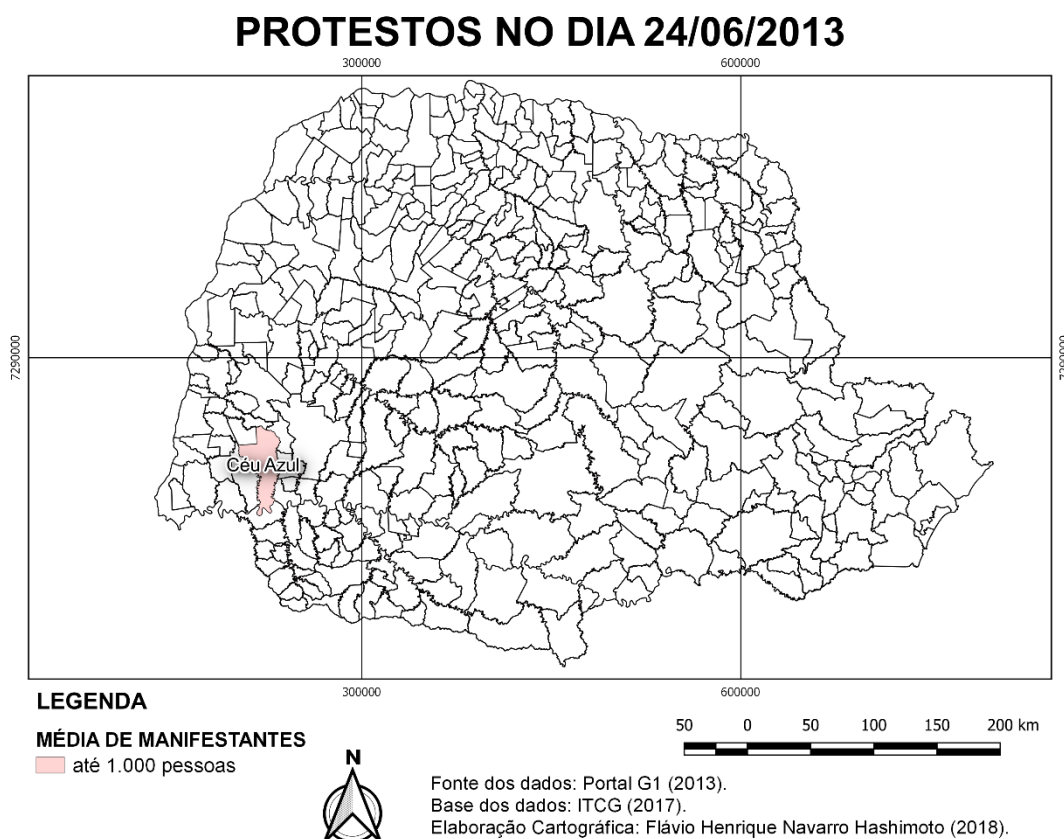 PROTESTOS NO DIA 24/06/2013
300000 600000
7290000 7290000
Céu Azul
300000 600000
LEGENDA
MÉDIA DE MANIFESTANTES
até 1.000 pessoas
N
50 0 50 100 150 200 km
Fonte dos dados: Portal G1 (2013).
Base dos dados: ITCG (2017).
Elaboração Cartográfica: Flávio Henrique Navarro Hashimoto (2018).